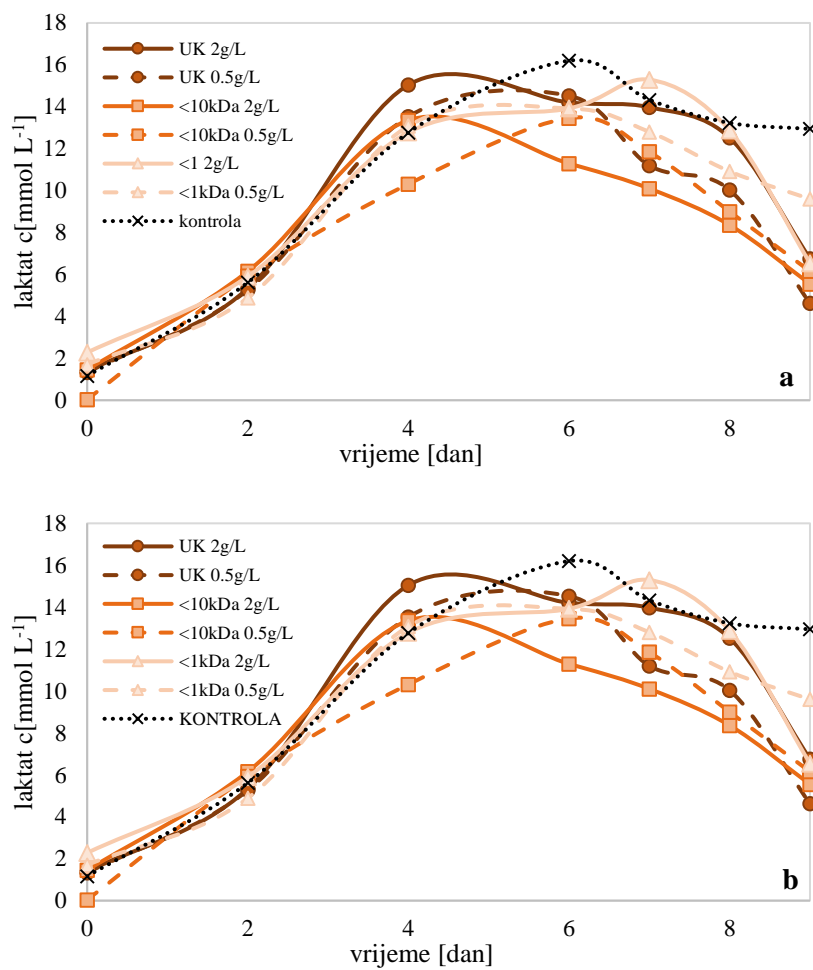 18
16
14
12
10
8
6
4
2
0
laktat c[mmol L⁻¹]
UK 2g/L
UK 0.5g/L
<10kDa 2g/L
<10kDa 0.5g/L
<1 2g/L
<1kDa 0.5g/L
kontrola
a
0 2 4 6 8
vrijeme [dan]
18
16
14
12
10
8
6
4
2
0
laktat c[mmol L⁻¹]
UK 2g/L
UK 0.5g/L
<10kDa 2g/L
<10kDa 0.5g/L
<1kDa 2g/L
<1kDa 0.5g/L
KONTROLA
b
0 2 4 6 8
vrijeme [dan]